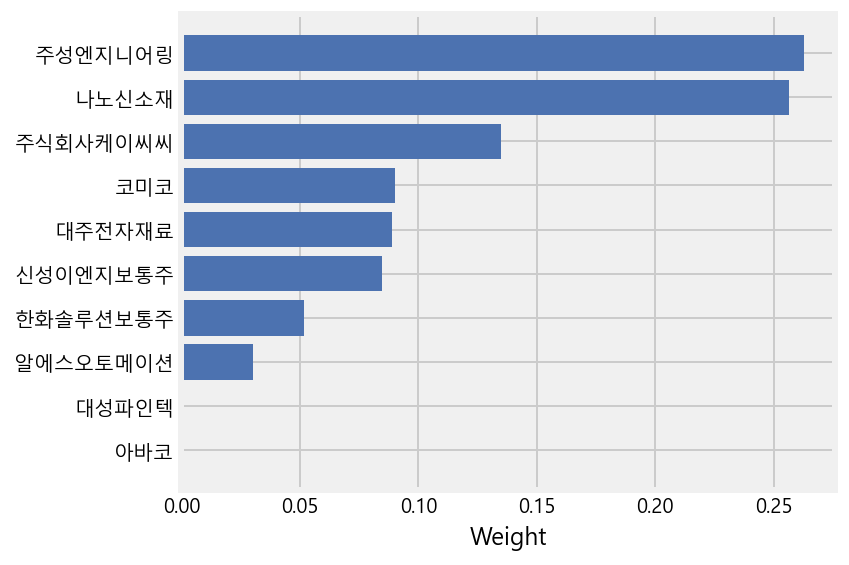 주성엔지니어링
나노신소재
주식회사케이씨씨
코미코
대주전자재료
신성이엔지보통주
한화솔루션보통주
알에스오토메이션
대성파인텍
아바코
0.00 0.05 0.10 0.15 0.20 0.25
Weight